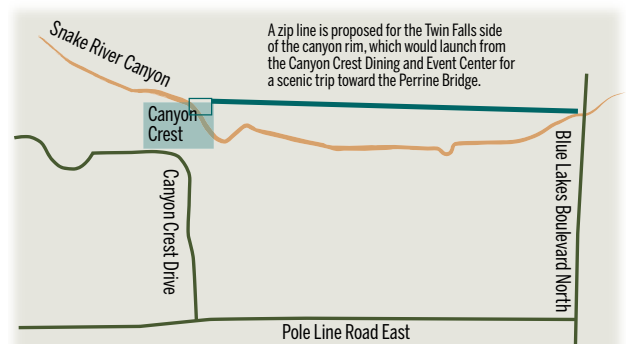 Snake River Canyon
A zip line is proposed for the Twin Falls side
of the canyon rim, which would launch from
the Canyon Crest Dining and Event Center for
a scenic trip toward the Perrine Bridge.
Canyon
Crest
Canyon Crest Drive
Blue Lakes Boulevard North
Pole Line Road East